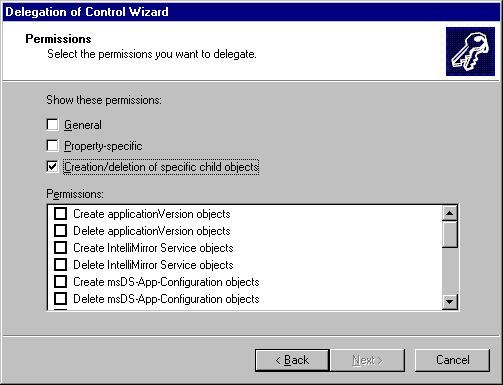 Delegation of Control Wizard
Permissions
Select the permissions you want to delegate.
Show these permissions:
General
Property-specific
Creation/deletion of specific child objects
Permissions:
Create applicationVersion objects
Delete applicationVersion objects
Create IntelliMirror Service objects
Delete IntelliMirror Service objects
Create msDS-App-Configuration objects
Delete msDS-App-Configuration objects
< Back
Next >
Cancel